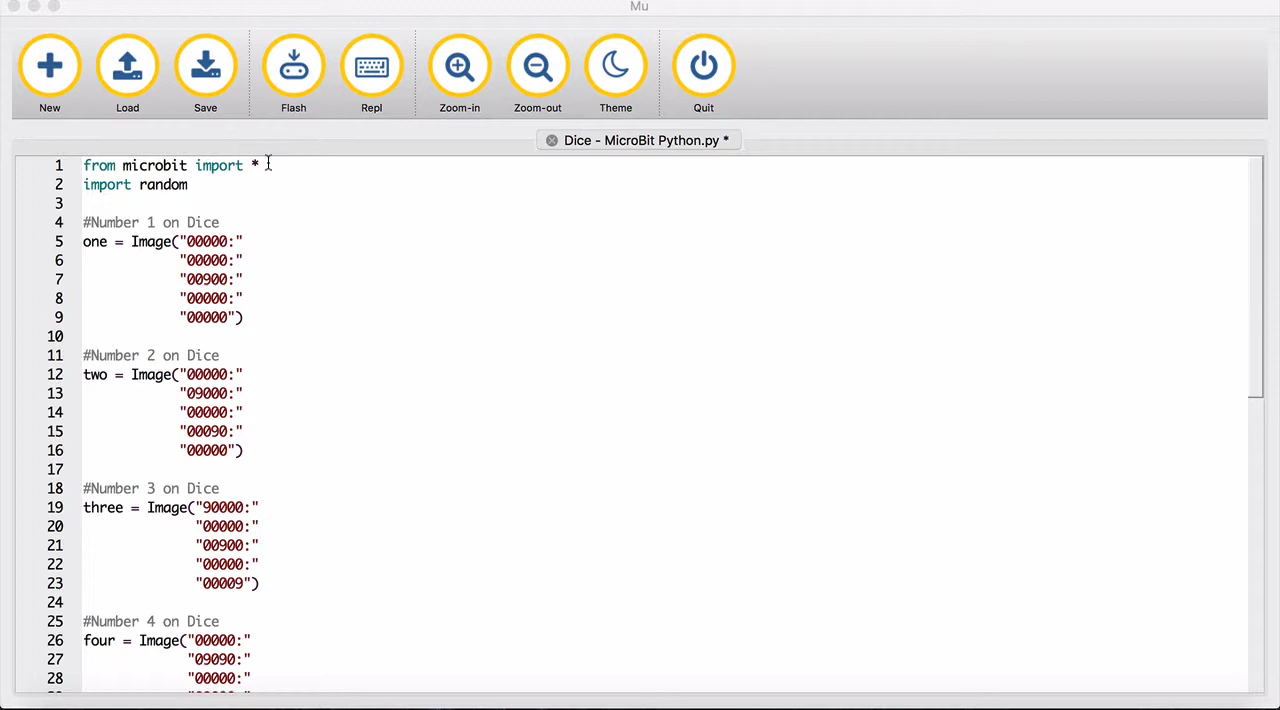 Mu
New Load Save Flash Repl Zoom-in Zoom-out Theme Quit
Dice - MicroBit Python.py *
1 from microbit import *
2 import random
3
4 #Number 1 on Dice
5 one = Image("00000:"
6 "00000:"
7 "00900:"
8 "00000:"
9 "00000")
10
11 #Number 2 on Dice
12 two = Image("00000:"
13 "09000:"
14 "00000:"
15 "00090:"
16 "00000")
17
18 #Number 3 on Dice
19 three = Image("90000:"
20 "00000:"
21 "00900:"
22 "00000:"
23 "00009")
24
25 #Number 4 on Dice
26 four = Image("00000:"
27 "09090:"
28 "00000:"